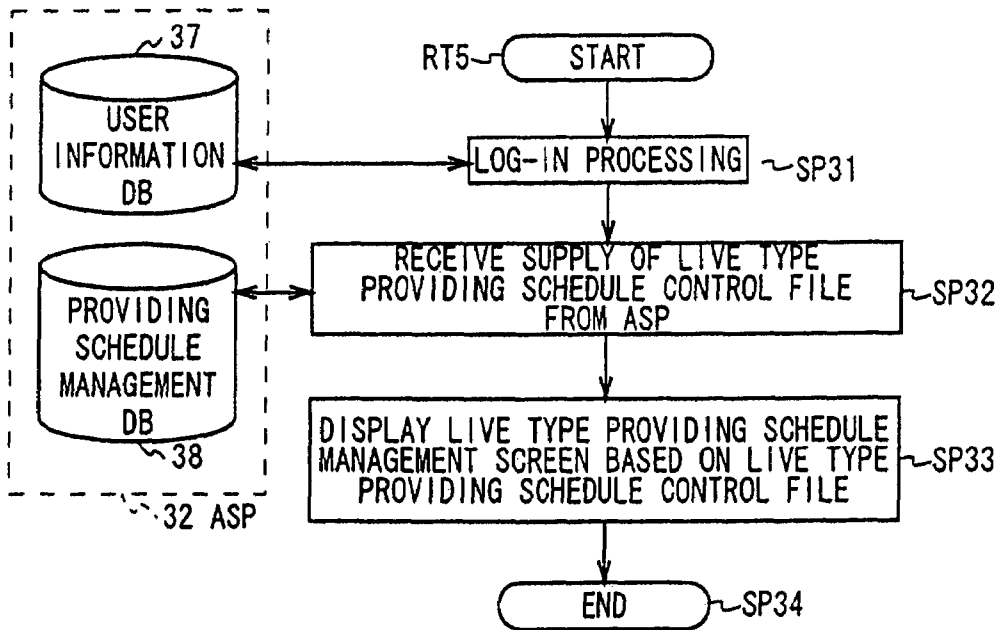 37
USER
INFORMATION
DB
PROVIDING
SCHEDULE
MANAGEMENT
DB
38
32 ASP
RT5
START
LOG-IN PROCESSING
SP31
RECEIVE SUPPLY OF LIVE TYPE
PROVIDING SCHEDULE CONTROL FILE
FROM ASP
SP32
DISPLAY LIVE TYPE PROVIDING SCHEDULE
MANAGEMENT SCREEN BASED ON LIVE TYPE
PROVIDING SCHEDULE CONTROL FILE
SP33
END
SP34